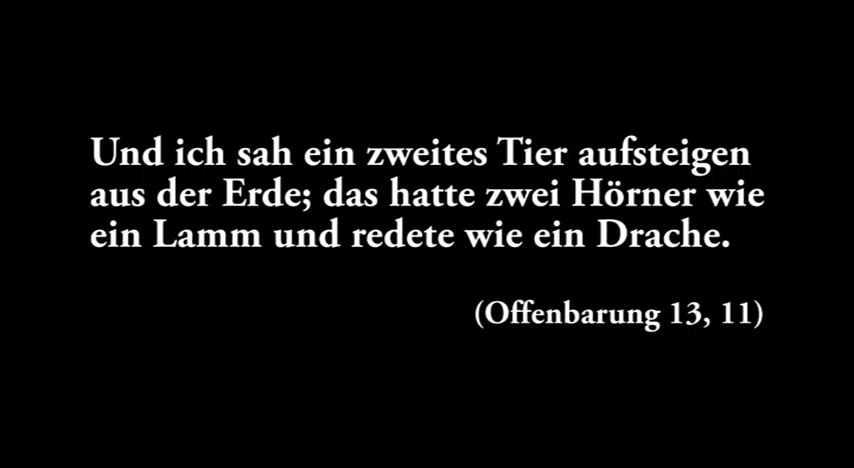 Und ich sah ein zweites Tier aufsteigen
aus der Erde; das hatte zwei Hörner wie
ein Lamm und redete wie ein Drache.
(Offenbarung 13, 11)